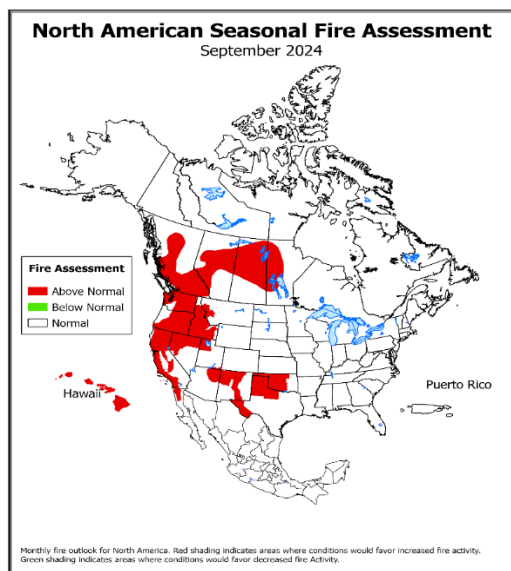 North American Seasonal Fire Assessment
September 2024
Fire Assessment
Above Normal
Below Normal
Normal
Hawaii
Puerto Rico
Monthly fire outlook for North America. Red shading indicates areas where conditions would favor increased fire activity.
Green shading indicates areas where conditions would favor decreased fire Activity.